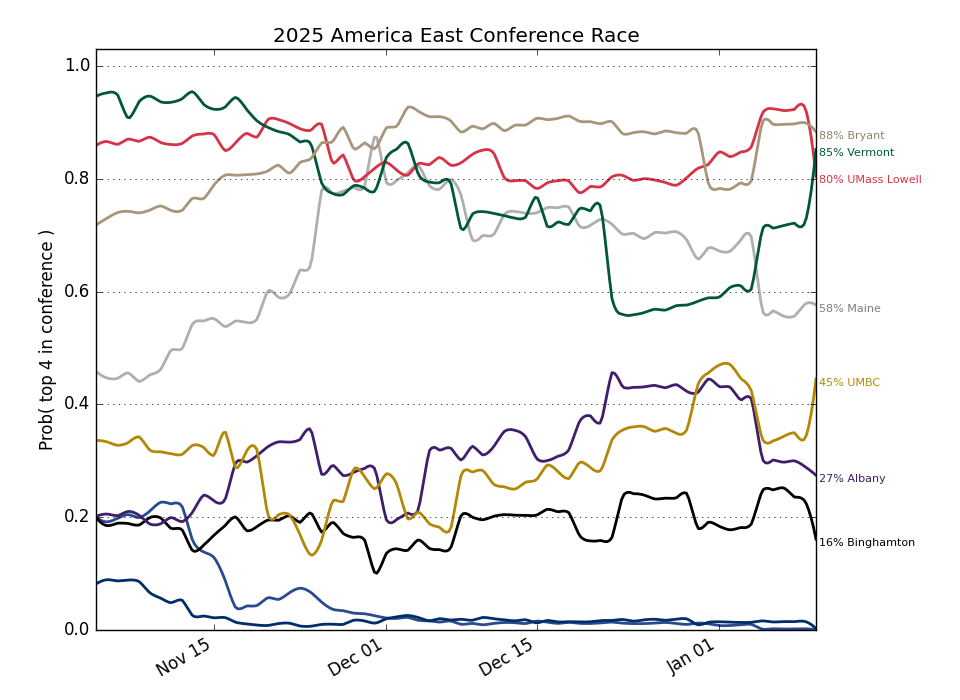 2025 America East Conference Race
Prob( top 4 in conference )
1.0
0.8
0.6
0.4
0.2
0.0
88% Bryant
85% Vermont
80% UMass Lowell
58% Maine
45% UMBC
27% Albany
16% Binghamton
Nov 15
Dec 01
Dec 15
Jan 01